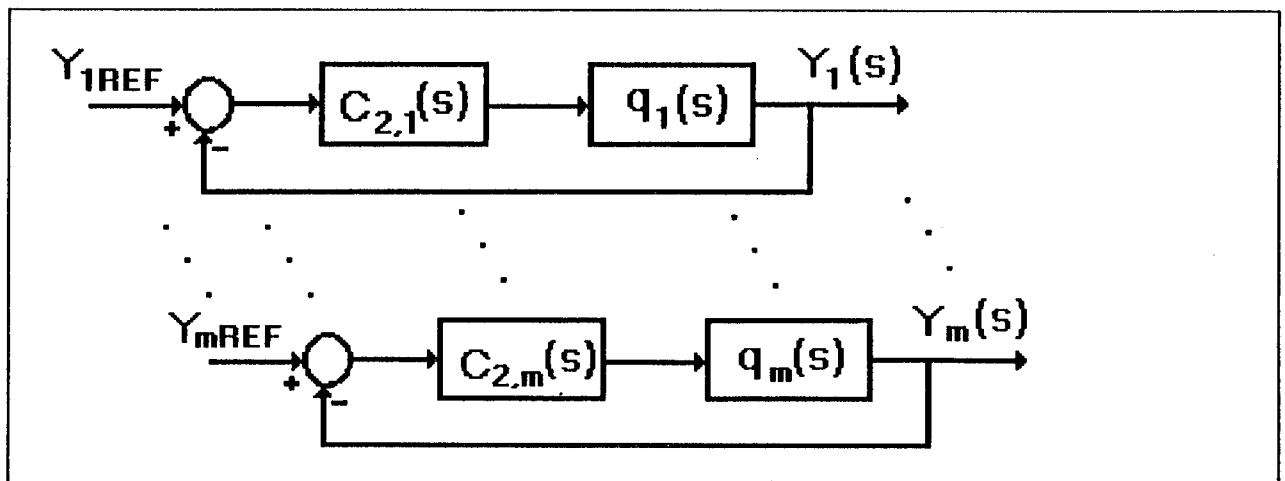 Y1REF
+
-
C2,1(s)
q1(s)
Y1(s)
YmREF
+
-
C2,m(s)
qm(s)
Ym(s)